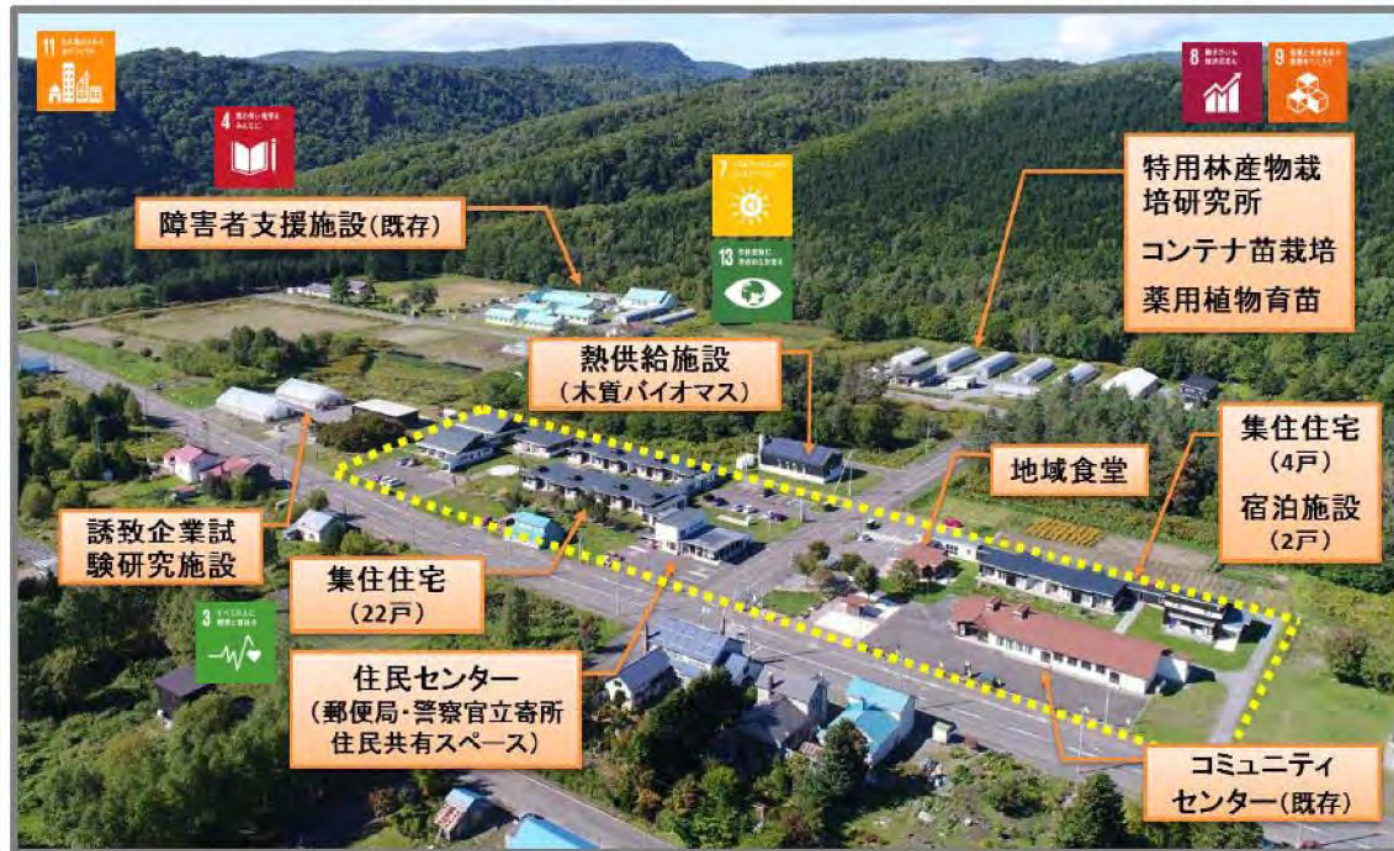 11
8
9
4
7
特用林産物栽
培研究所
コンテナ苗栽培
薬用植物育苗
障害者支援施設(既存)
13
熱供給施設
(木質バイオマス)
集住住宅
(4戸)
宿泊施設
(2戸)
地域食堂
誘致企業試
験研究施設
集住住宅
(22戸)
3
住民センター
(郵便局・警察官立寄所
住民共有スペース)
コミュニティ
センター(既存)